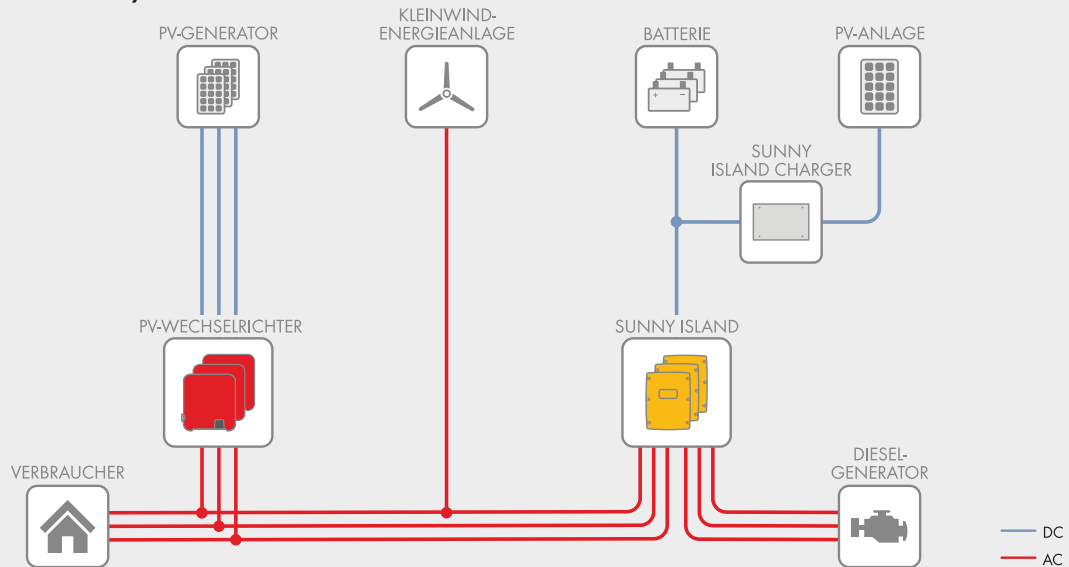 PV-GENERATOR
KLEINWIND-
ENERGIEANLAGE
BATTERIE
PV-ANLAGE
SUNNY
ISLAND CHARGER
PV-WECHSELRICHTER
SUNNY ISLAND
VERBRAUCHER
DIESEL-
GENERATOR
DC
AC